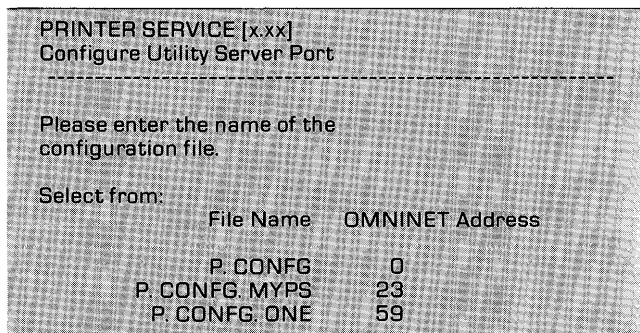 PRINTER SERVICE [x.xx]
Configure Utility Server Port
Please enter the name of the
configuration file.
Select from:
File Name OMNINET Address
P. CONFG 0
P. CONFG. MYPS 23
P. CONFG. ONE 59